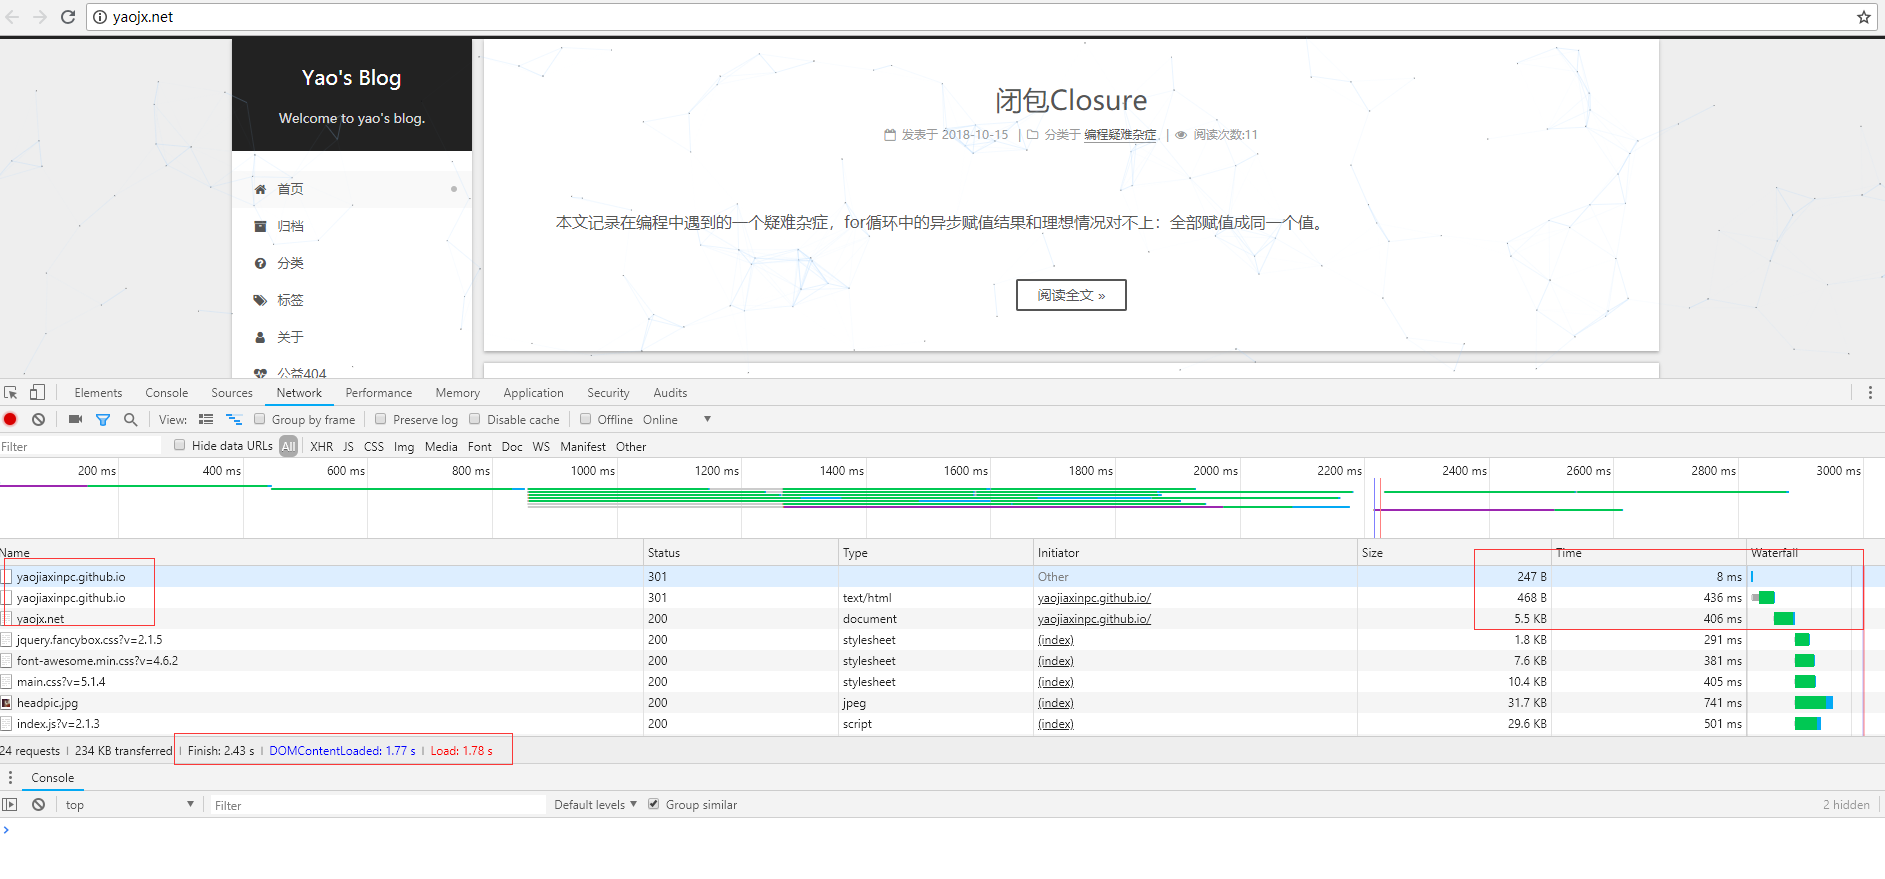 yaojx.net
Yao's Blog
Welcome to yao's blog.
首页
归档
分类
标签
关于
公益404
闭包Closure
发表于 2018-10-15 | 分类于 编程疑难杂症 | 阅读次数:11
本文记录在编程中遇到的一个疑难杂症，for循环中的异步赋值结果和理想情况对不上：全部赋值成同一个值。
阅读全文 »
Elements Console Sources Network Performance Memory Application Security Audits
View: Group by frame Preserve log Disable cache Offline Online
Filter Hide data URLs All XHR JS CSS Img Media Font Doc WS Manifest Other
200 ms 400 ms 600 ms 800 ms 1000 ms 1200 ms 1400 ms 1600 ms 1800 ms 2000 ms 2200 ms 2400 ms 2600 ms 2800 ms 3000 ms
Name Status Type Initiator Size Time Waterfall
yaojiaxinpc.github.io 301 Other 247 B 8 ms
yaojiaxinpc.github.io 301 text/html yaojiaxinpc.github.io/ 468 B 436 ms
yaojx.net 200 document yaojiaxinpc.github.io/ 5.5 KB 406 ms
jquery.fancybox.css?v=2.1.5 200 stylesheet (index) 1.8 KB 291 ms
font-awesome.min.css?v=4.6.2 200 stylesheet (index) 7.6 KB 381 ms
main.css?v=5.1.4 200 stylesheet (index) 10.4 KB 405 ms
headpic.jpg 200 jpeg (index) 31.7 KB 741 ms
index.js?v=2.1.3 200 script (index) 29.6 KB 501 ms
24 requests | 234 KB transferred | Finish: 2.43 s | DOMContentLoaded: 1.77 s | Load: 1.78 s
Console
top Filter Default levels Group similar 2 hidden